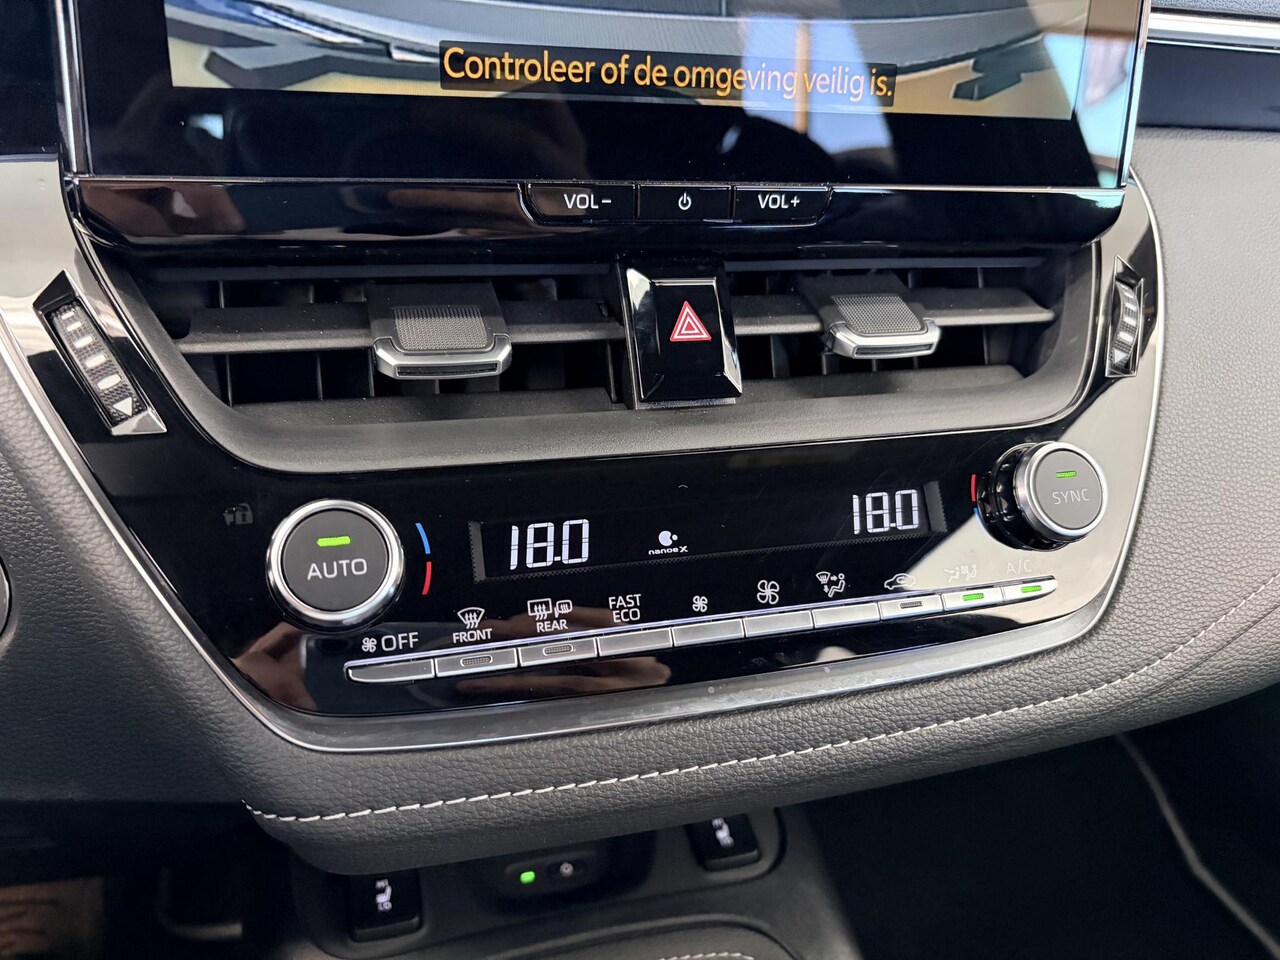 Controleer of de omgeving veilig is.
VOL-
VOL+
AUTO
18.0
nanoe X
18.0
SYNC
OFF
FRONT
REAR
FAST
ECO
A/C